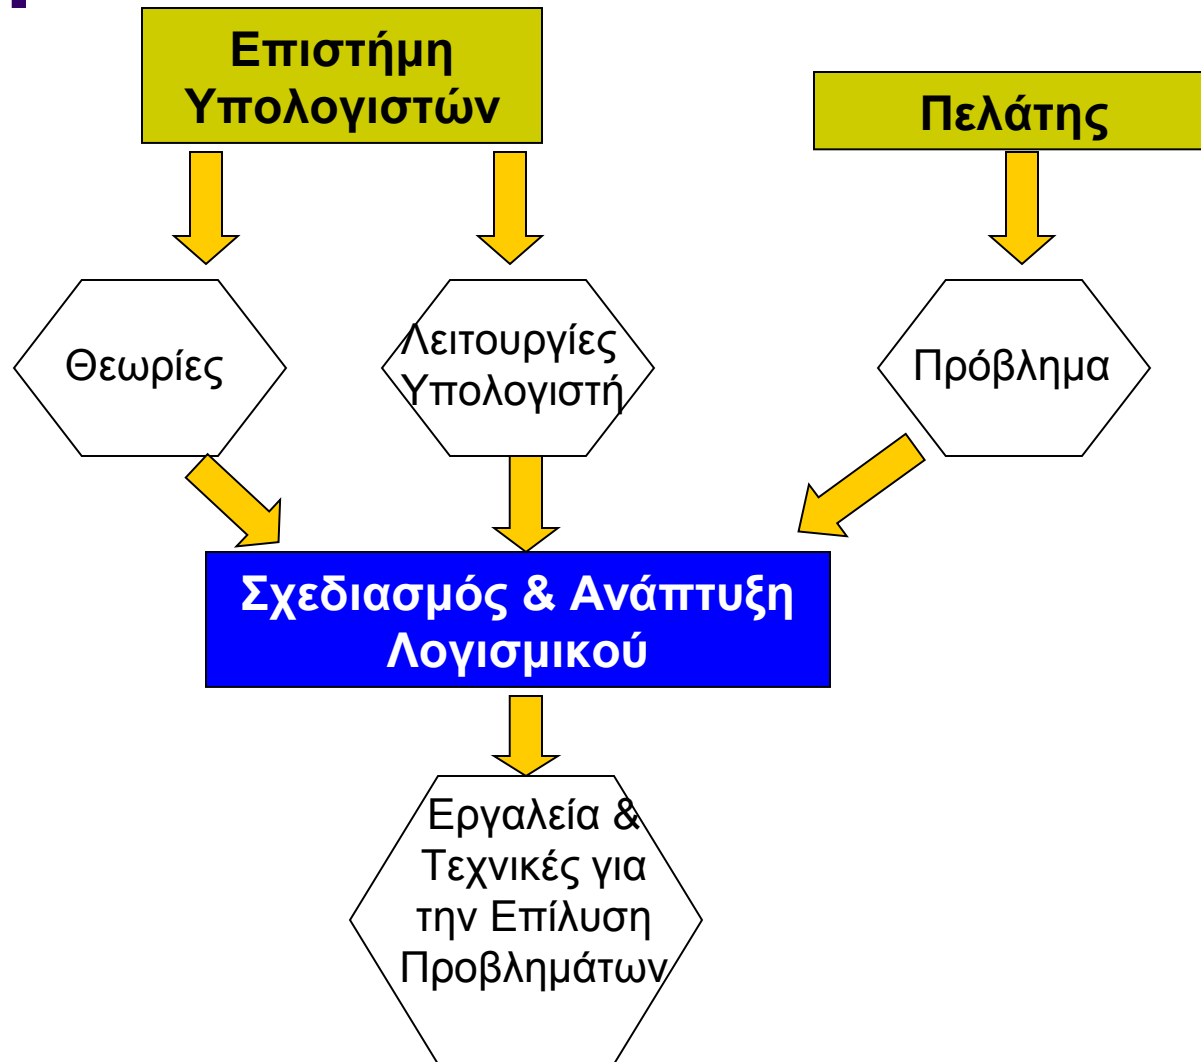 Επιστήμη
Υπολογιστών
Πελάτης
Θεωρίες
Λειτουργίες
Υπολογιστή
Πρόβλημα
Σχεδιασμός & Ανάπτυξη
Λογισμικού
Εργαλεία &
Τεχνικές για
την Επίλυση
Προβλημάτων